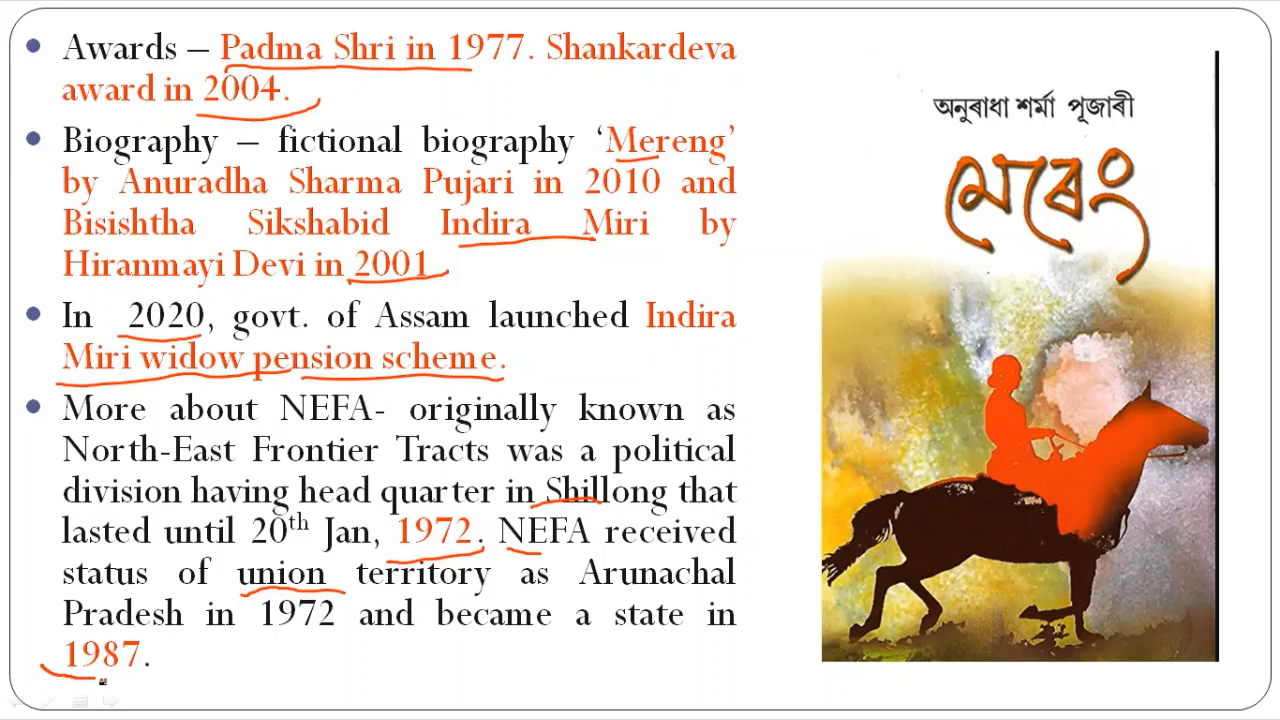 Awards – Padma Shri in 1977. Shankardeva
award in 2004.
Biography – fictional biography ‘Mereng’
by Anuradha Sharma Pujari in 2010 and
Bisishtha Sikshabid Indira Miri by
Hiranmayi Devi in 2001.
In 2020, govt. of Assam launched Indira
Miri widow pension scheme.
More about NEFA- originally known as
North-East Frontier Tracts was a political
division having head quarter in Shillong that
lasted until 20th Jan, 1972. NEFA received
status of union territory as Arunachal
Pradesh in 1972 and became a state in
1987.
অনুৰাধা শৰ্মা পূজাৰী
মেৰেং